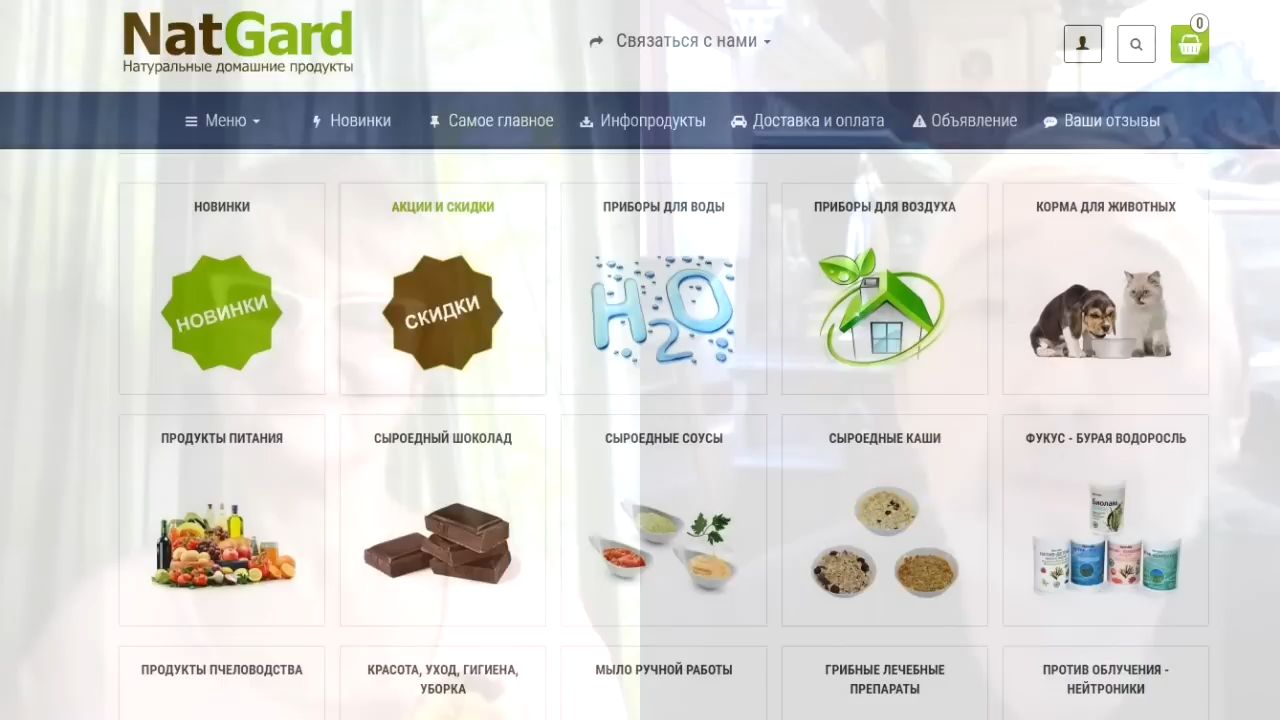 NatGard
Натуральные домашние продукты
Связаться с нами
0
Меню Новинки Самое главное Инфопродукты Доставка и оплата Объявление Ваши отзывы
НОВИНКИ АКЦИИ И СКИДКИ ПРИБОРЫ ДЛЯ ВОДЫ ПРИБОРЫ ДЛЯ ВОЗДУХА КОРМА ДЛЯ ЖИВОТНЫХ
НОВИНКИ СКИДКИ H2O
ПРОДУКТЫ ПИТАНИЯ СЫРОЕДНЫЙ ШОКОЛАД СЫРОЕДНЫЕ СОУСЫ СЫРОЕДНЫЕ КАШИ ФУКУС - БУРАЯ ВОДОРОСЛЬ
ПРОДУКТЫ ПЧЕЛОВОДСТВА КРАСОТА, УХОД, ГИГИЕНА, МЫЛО РУЧНОЙ РАБОТЫ ГРИБНЫЕ ЛЕЧЕБНЫЕ ПРОТИВ ОБЛУЧЕНИЯ -
УБОРКА ПРЕПАРАТЫ НЕЙТРОНИКИ